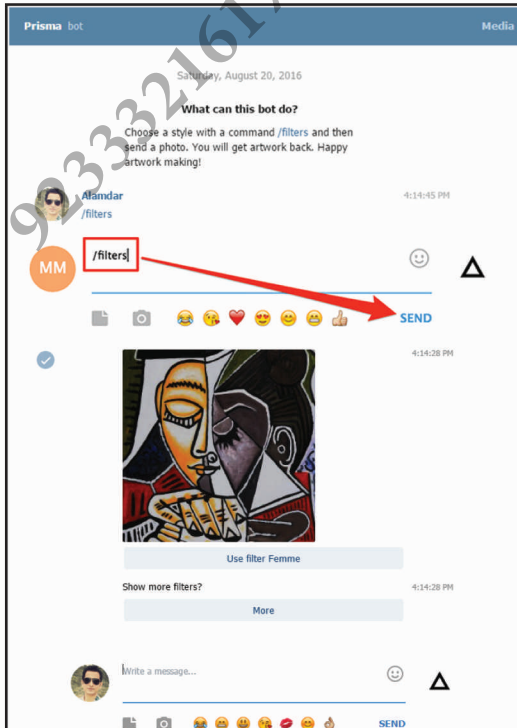 Prisma bot Media
Saturday, August 20, 2016
What can this bot do?
Choose a style with a command /filters and then
send a photo. You will get artwork back. Happy
artwork making!
Alamdar 4:14:45 PM
/filters
/filters
MM
SEND
4:14:28 PM
Use filter Femme
Show more filters? 4:14:28 PM
More
Write a message...
SEND